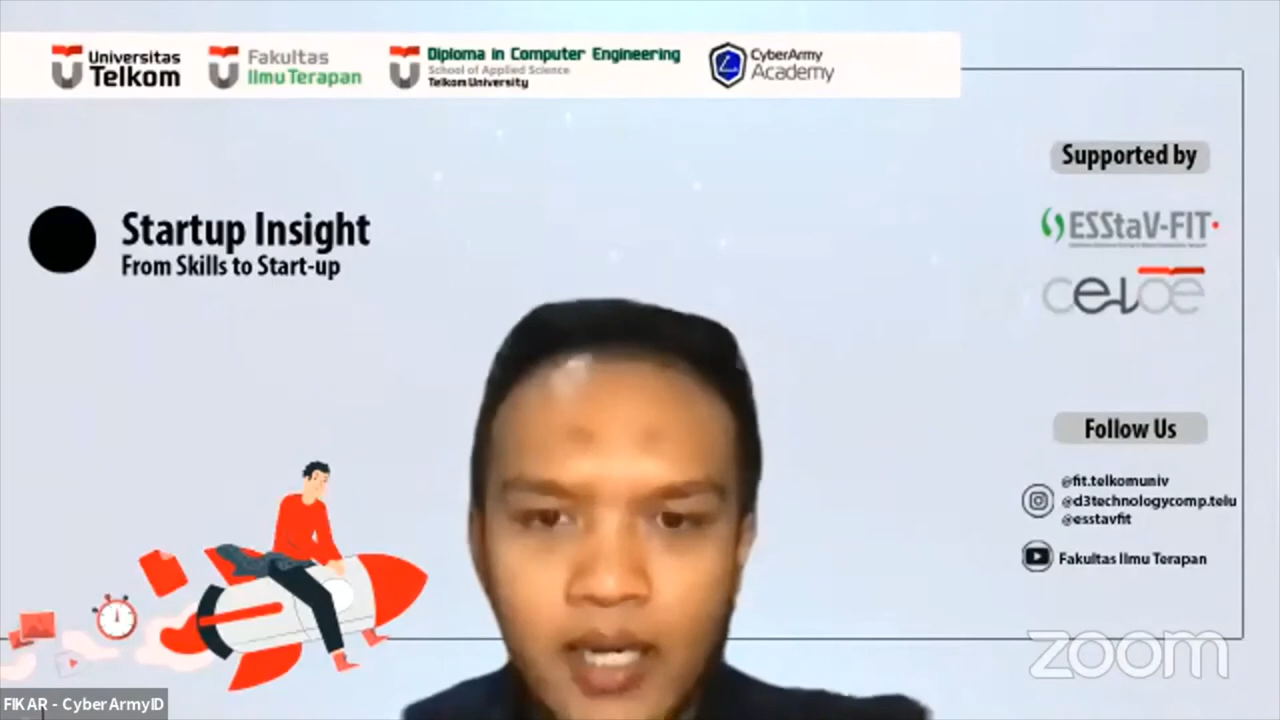 Universitas
Telkom
Fakultas
Ilmu Terapan
Diploma in Computer Engineering
School of Applied Science
Telkom University
CyberArmy
Academy
Supported by
Startup Insight
From Skills to Start-up
ESStaV-FIT
celoe
Follow Us
@fit.telkomuniv
@d3technologycomp.telu
@esstavfit
Fakultas Ilmu Terapan
zoom
FIKAR - CyberArmyID